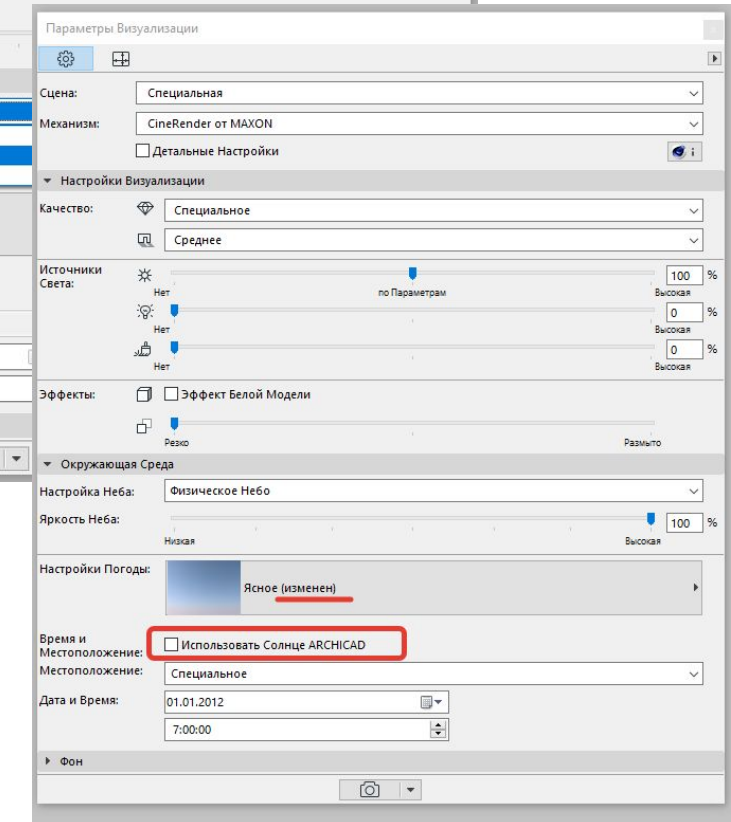 Параметры Визуализации
Сцена: Специальная
Механизм: CineRender от MAXON
Детальные Настройки i
Настройки Визуализации
Качество: Специальное
Среднее
Источники Света: 100 %
Нет по Параметрам Высокая
0 %
Нет Высокая
0 %
Нет Высокая
Эффекты: Эффект Белой Модели
Резко Размыто
Окружающая Среда
Настройка Неба: Физическое Небо
Яркость Неба: 100 %
Низкая Высокая
Настройки Погоды: Ясное (изменен)
Время и Местоположение: Использовать Солнце ARCHICAD
Местоположение: Специальное
Дата и Время: 01.01.2012
7:00:00
Фон